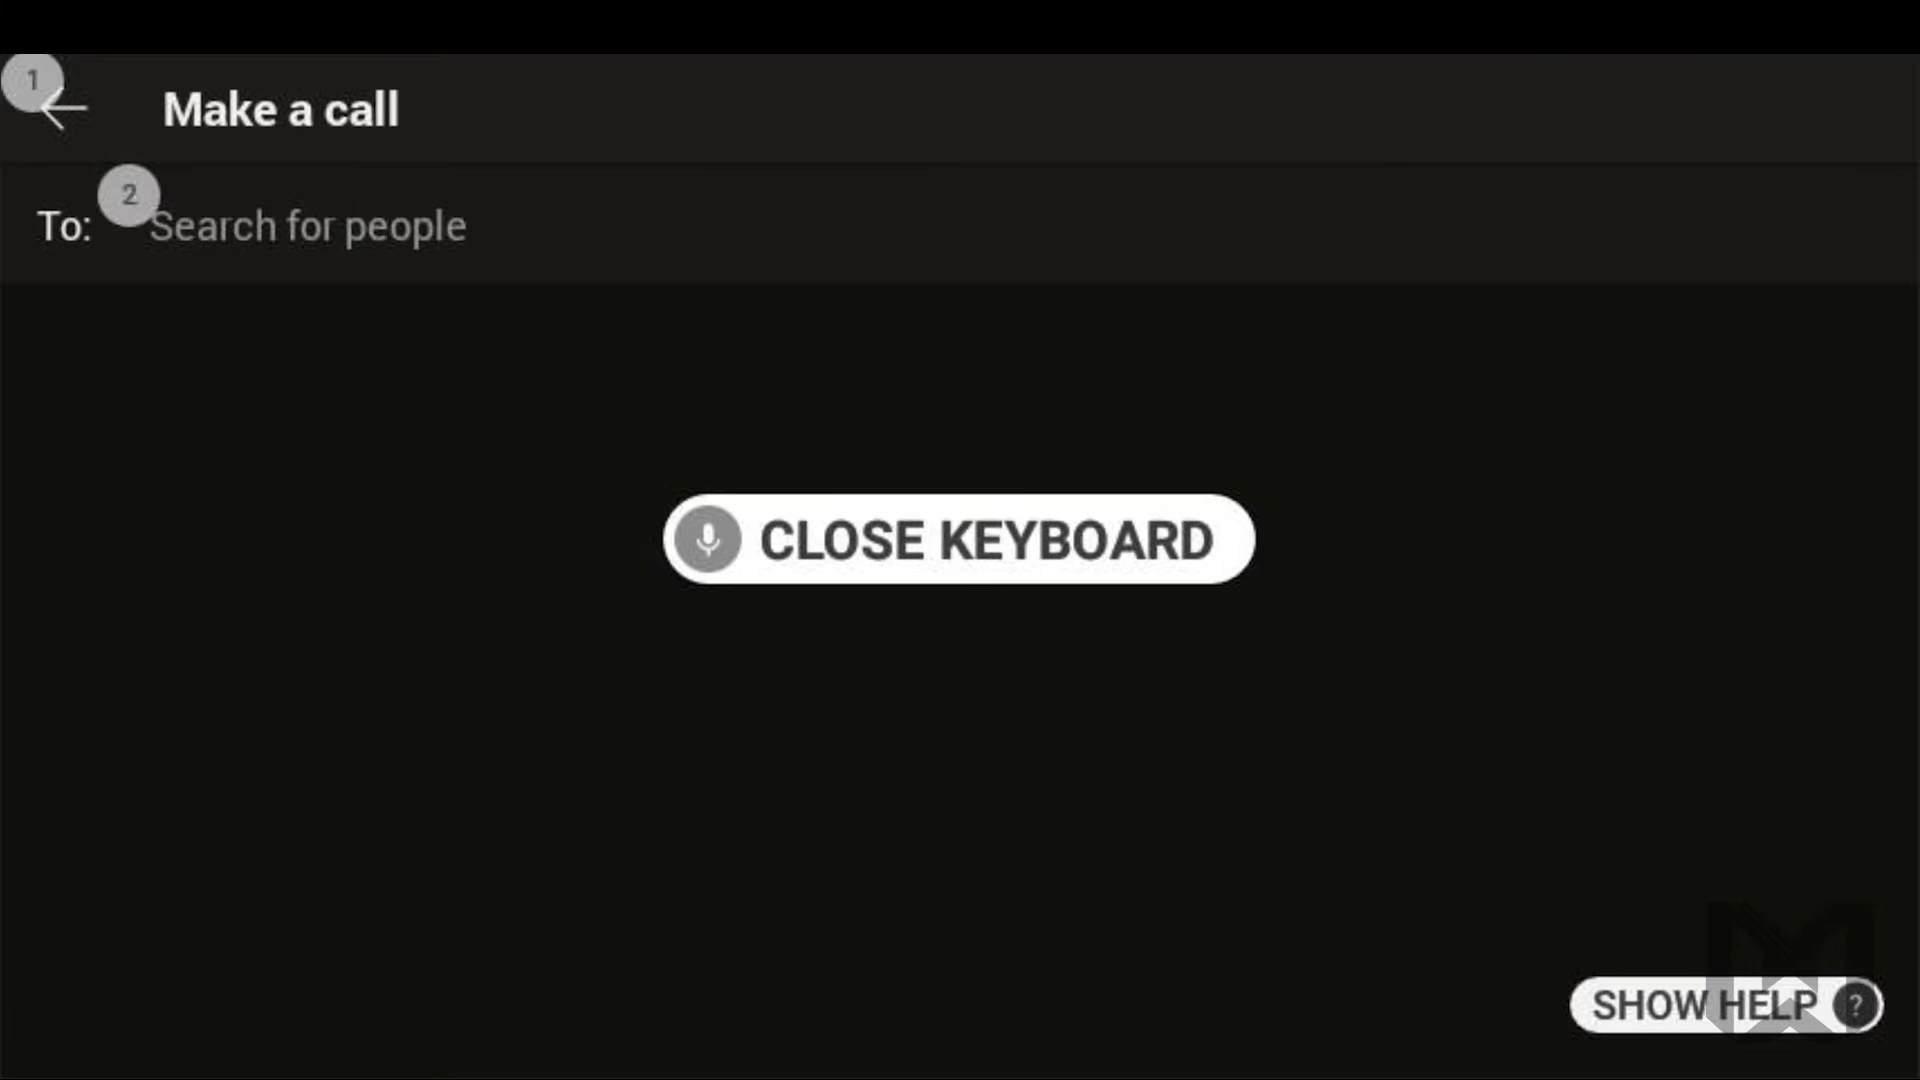 1
Make a call
2
To: Search for people
CLOSE KEYBOARD
SHOW HELP ?